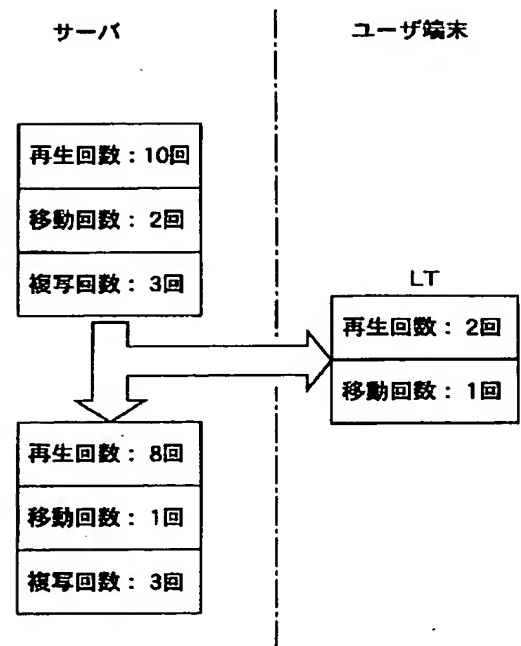 サーバ
ユーザ端末
再生回数：10回
移動回数：2回
複写回数：3回
LT
再生回数：2回
移動回数：1回
再生回数：8回
移動回数：1回
複写回数：3回